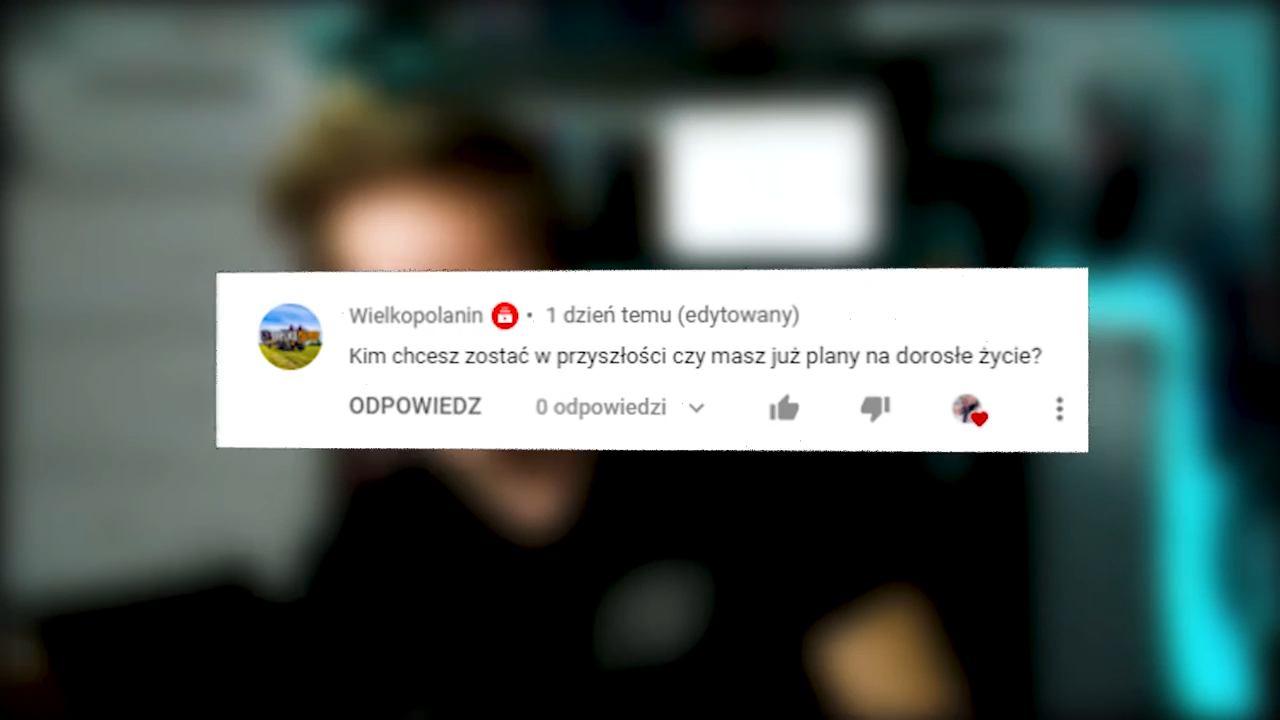 Wielkopolanin • 1 dzień temu (edytowany)
Kim chcesz zostać w przyszłości czy masz już plany na dorosłe życie?
ODPOWIEDZ 0 odpowiedzi